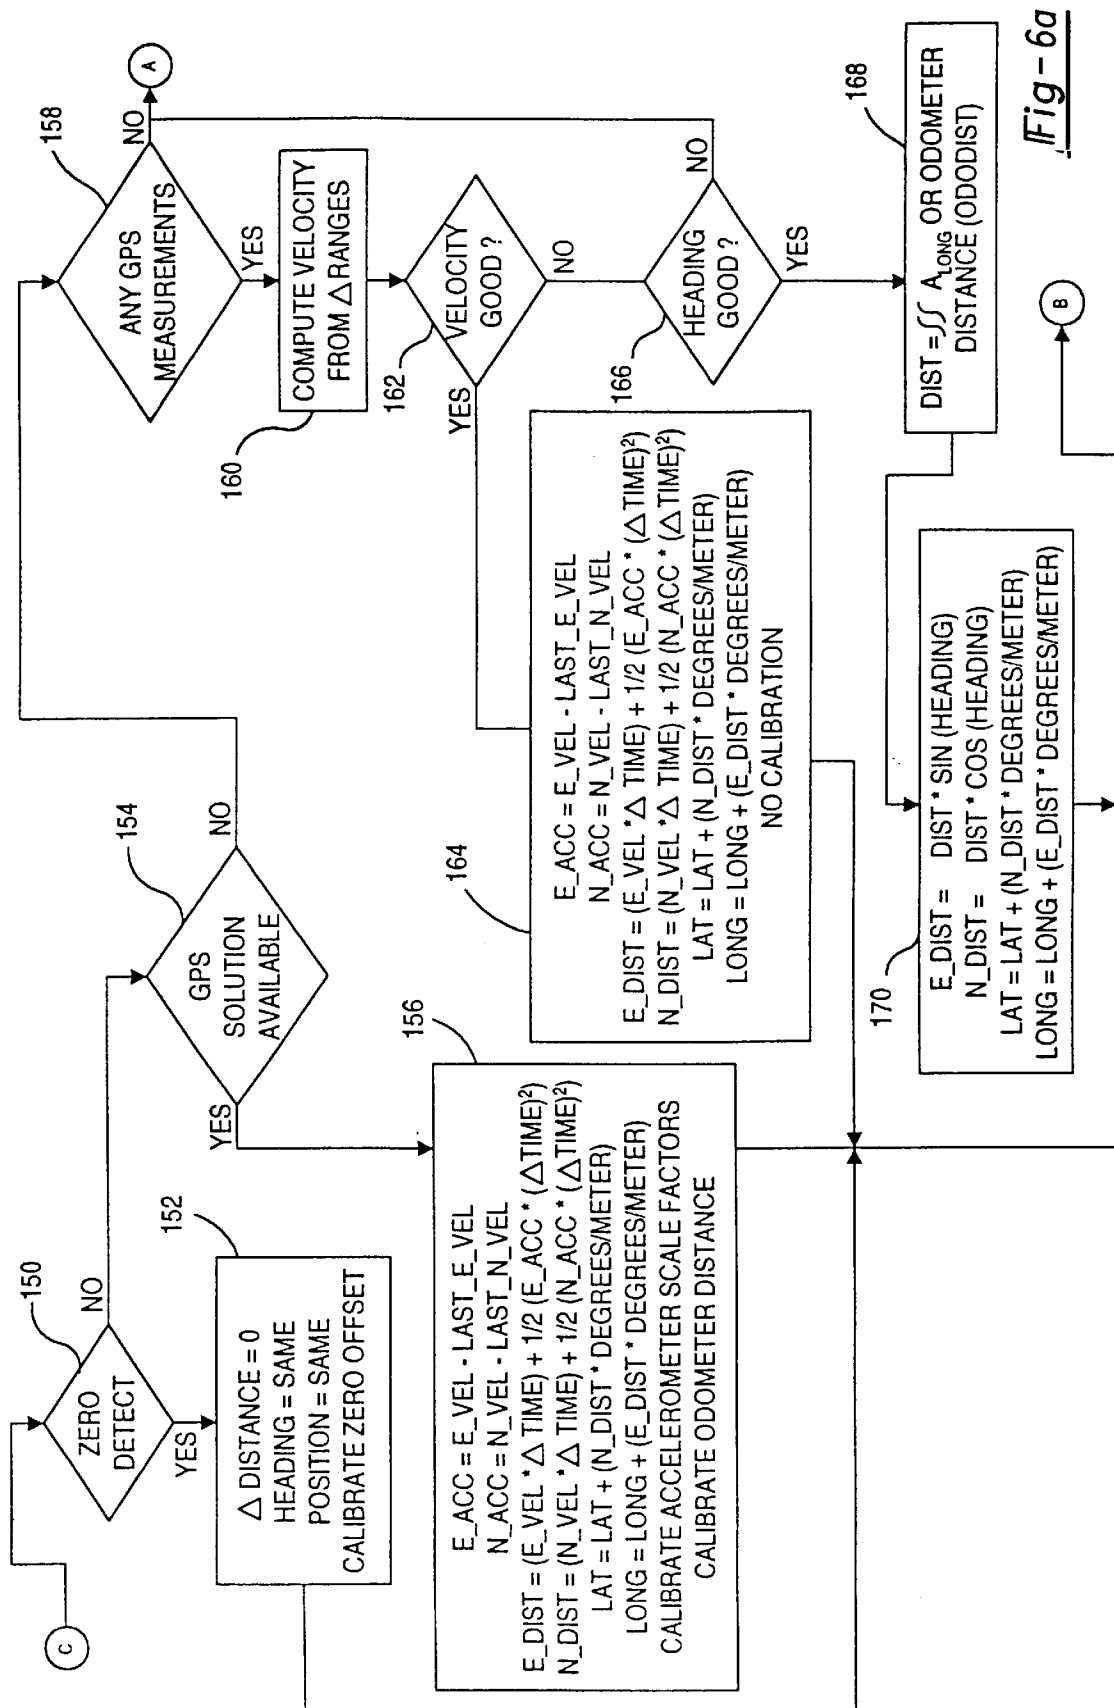 C
150
ZERO
DETECT
NO
YES
152
△ DISTANCE = 0
HEADING = SAME
POSITION = SAME
CALIBRATE ZERO OFFSET
154
GPS
SOLUTION
AVAILABLE
NO
YES
156
E_ACC = E_VEL - LAST_E_VEL
N_ACC = N_VEL - LAST_N_VEL
E_DIST = (E_VEL *△ TIME) + 1/2 (E_ACC * (△TIME)²)
N_DIST = (N_VEL *△ TIME) + 1/2 (N_ACC * (△TIME)²)
LAT = LAT + (N_DIST * DEGREES/METER)
LONG = LONG + (E_DIST * DEGREES/METER)
CALIBRATE ACCELEROMETER SCALE FACTORS
CALIBRATE ODOMETER DISTANCE
158
ANY GPS
MEASUREMENTS
NO
A
YES
160
COMPUTE VELOCITY
FROM △ RANGES
162
VELOCITY
GOOD ?
YES
NO
164
E_ACC = E_VEL - LAST_E_VEL
N_ACC = N_VEL - LAST_N_VEL
E_DIST = (E_VEL *△ TIME) + 1/2 (E_ACC * (△TIME)²)
N_DIST = (N_VEL *△ TIME) + 1/2 (N_ACC * (△TIME)²)
LAT = LAT + (N_DIST * DEGREES/METER)
LONG = LONG + (E_DIST * DEGREES/METER)
NO CALIBRATION
166
HEADING
GOOD ?
NO
YES
168
DIST = ∫∫ A_LONG OR ODOMETER
DISTANCE (ODODIST)
170
E_DIST = DIST * SIN (HEADING)
N_DIST = DIST * COS (HEADING)
LAT = LAT + (N_DIST * DEGREES/METER)
LONG = LONG + (E_DIST * DEGREES/METER)
B
Fig-6a